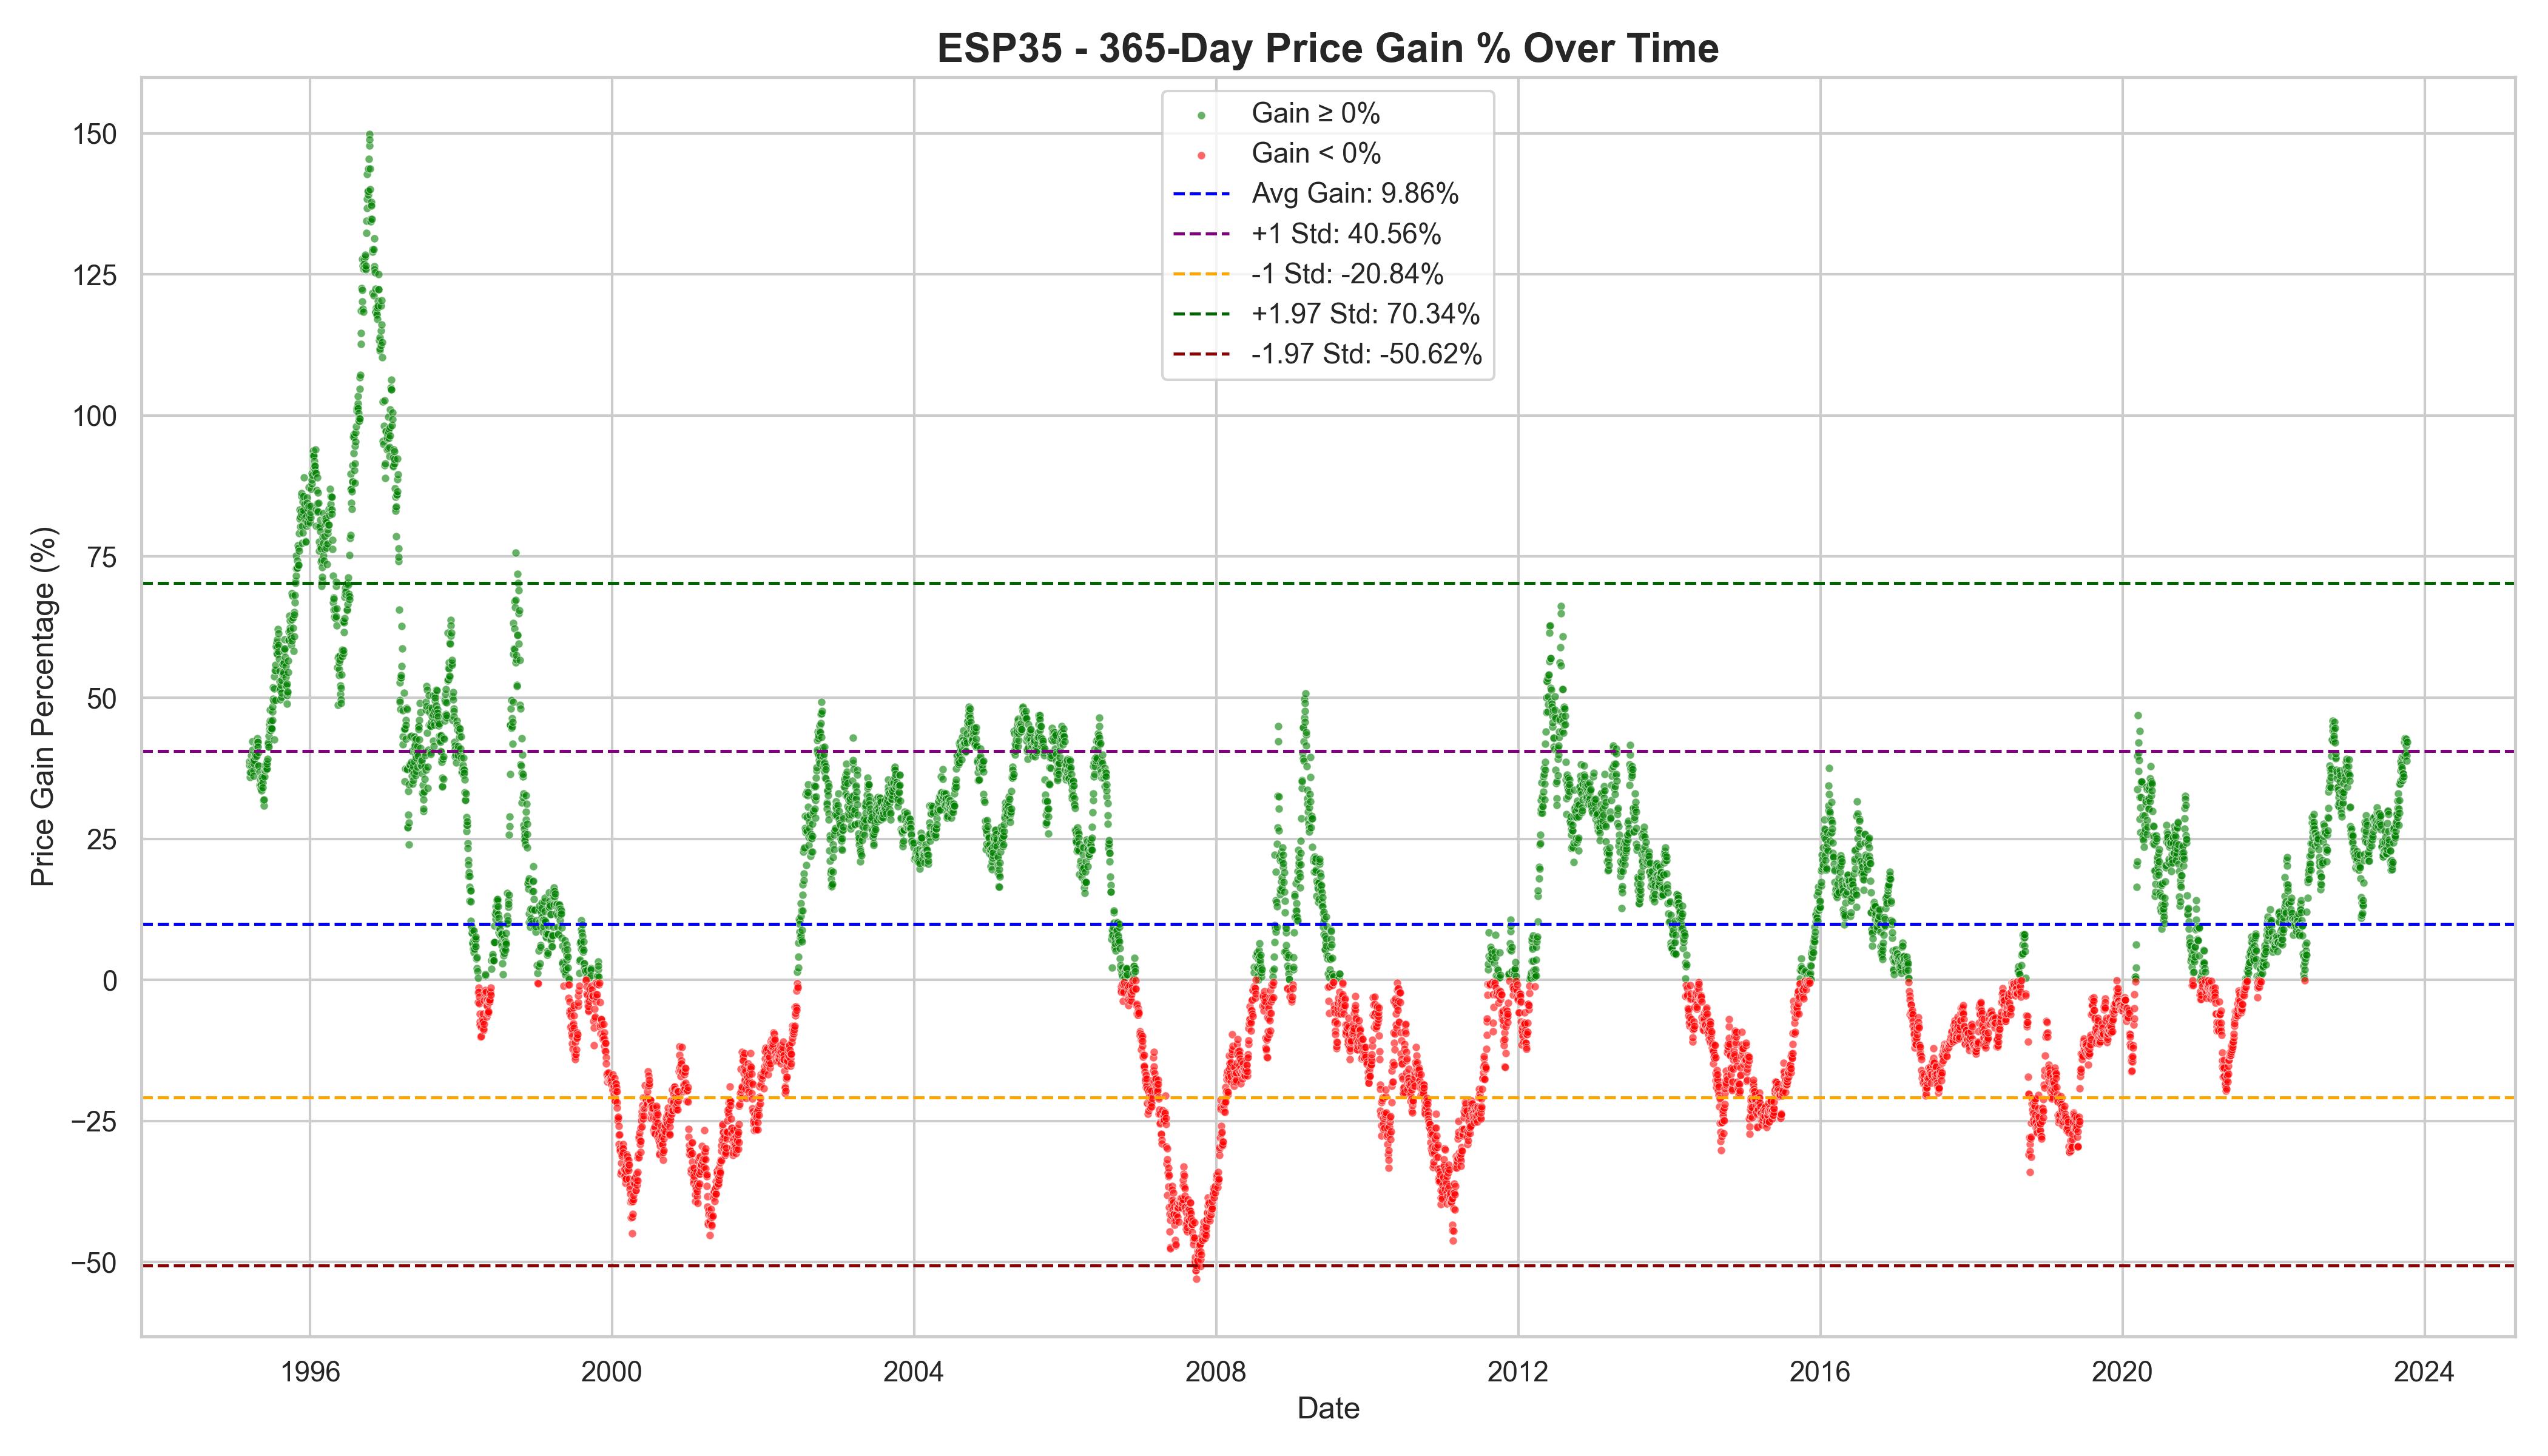 ESP35 - 365-Day Price Gain % Over Time
Gain ≥ 0%
Gain < 0%
Avg Gain: 9.86%
+1 Std: 40.56%
-1 Std: -20.84%
+1.97 Std: 70.34%
-1.97 Std: -50.62%
Price Gain Percentage (%)
150
125
100
75
50
25
0
−25
−50
1996 2000 2004 2008 2012 2016 2020 2024
Date